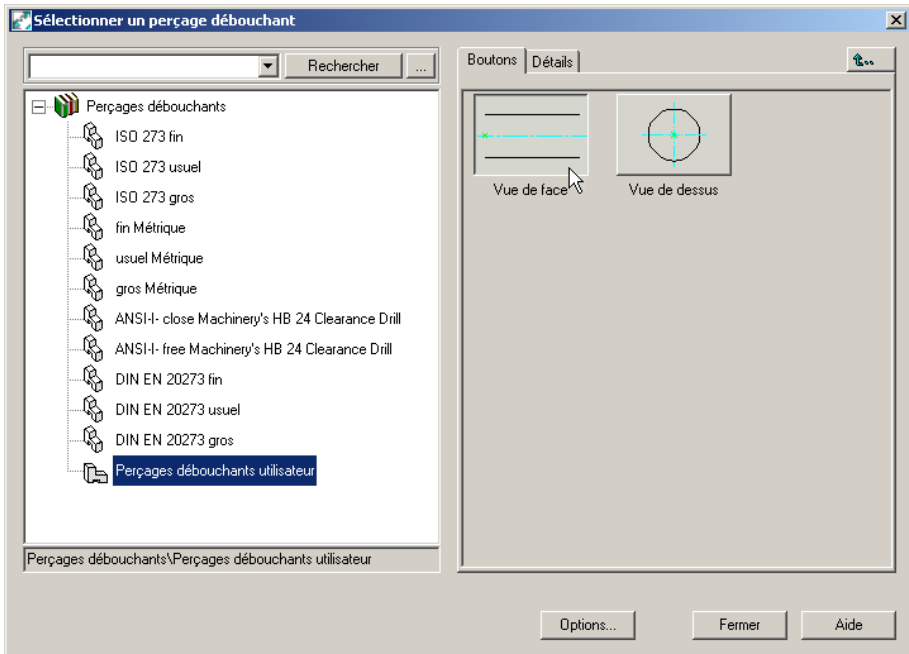 Sélectionner un perçage débouchant
Rechercher
...
Perçages débouchants
ISO 273 fin
ISO 273 usuel
ISO 273 gros
fin Métrique
usuel Métrique
gros Métrique
ANSI-I- close Machinery's HB 24 Clearance Drill
ANSI-I- free Machinery's HB 24 Clearance Drill
DIN EN 20273 fin
DIN EN 20273 usuel
DIN EN 20273 gros
Perçages débouchants utilisateur
Perçages débouchants\Perçages débouchants utilisateur
Boutons
Détails
Vue de face
Vue de dessus
Options...
Fermer
Aide